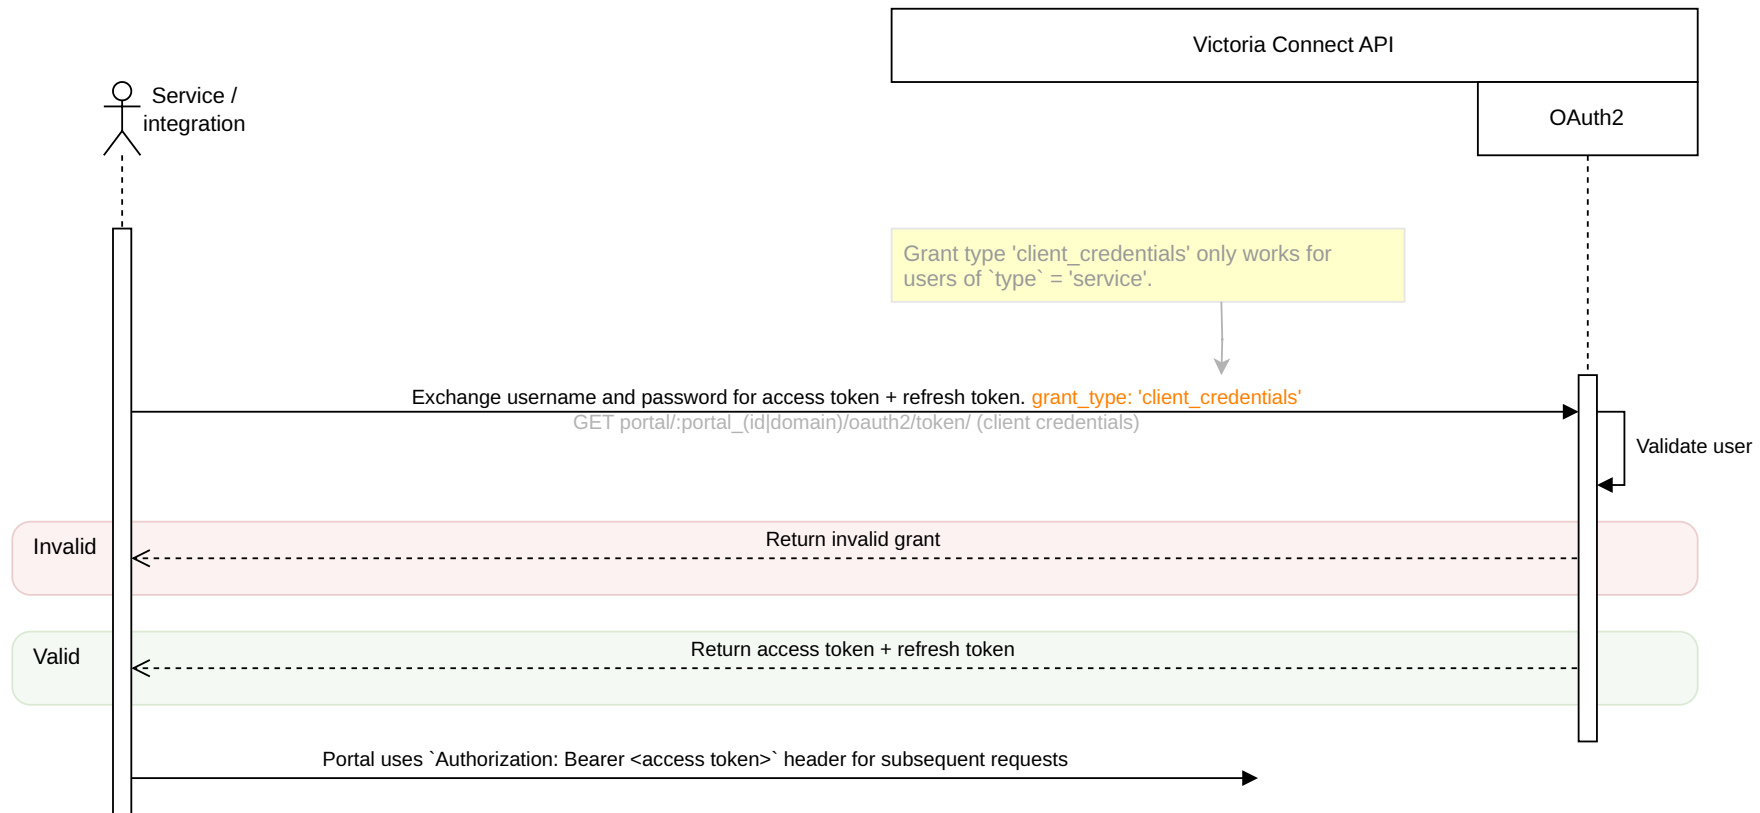 Victoria Connect API
Service /
integration
OAuth2
Grant type 'client_credentials' only works for
users of `type` = 'service'.
Exchange username and password for access token + refresh token. grant_type: 'client_credentials'
GET portal/:portal_(id|domain)/oauth2/token/ (client credentials)
Validate user
Invalid
Return invalid grant
Valid
Return access token + refresh token
Portal uses `Authorization: Bearer <access token>` header for subsequent requests